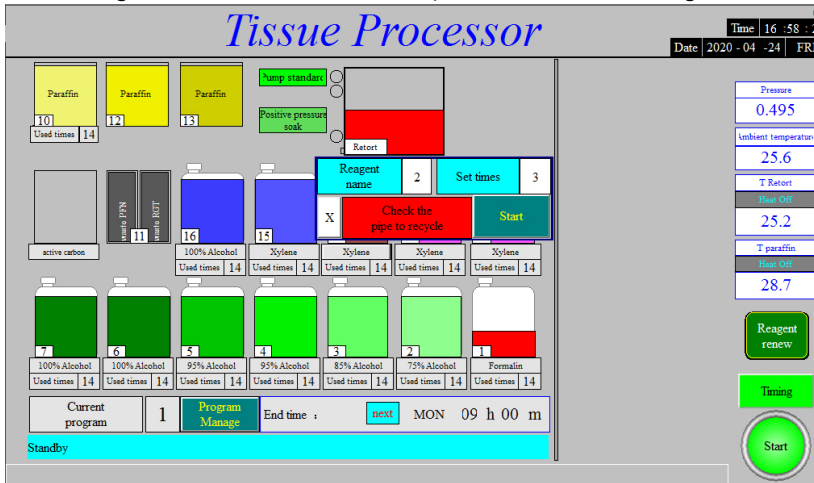 Tissue Processor
Time 16 :58 :
Date 2020 - 04 -24 FRI
Paraffin
10
Used times 14
Paraffin
12
Paraffin
13
Pump standard
Positive pressure
soak
Retort
Reagent
name
2
Set times
3
X
Check the
pipe to recycle
Start
active carbon
waste PFN
11
waste RGT
16
100% Alcohol
Used times 14
15
Xylene
Used times 14
Xylene
Used times 14
Xylene
Used times 14
Xylene
Used times 14
7
100% Alcohol
Used times 14
6
100% Alcohol
Used times 14
5
95% Alcohol
Used times 14
4
95% Alcohol
Used times 14
3
85% Alcohol
Used times 14
2
75% Alcohol
Used times 14
1
Formalin
Used times 14
Current
program
1
Program
Manage
End time :
next
MON 09 h 00 m
Standby
Pressure
0.495
Ambient temperature
25.6
T Retort
Heat Off
25.2
T paraffin
Heat Off
28.7
Reagent
renew
Timing
Start